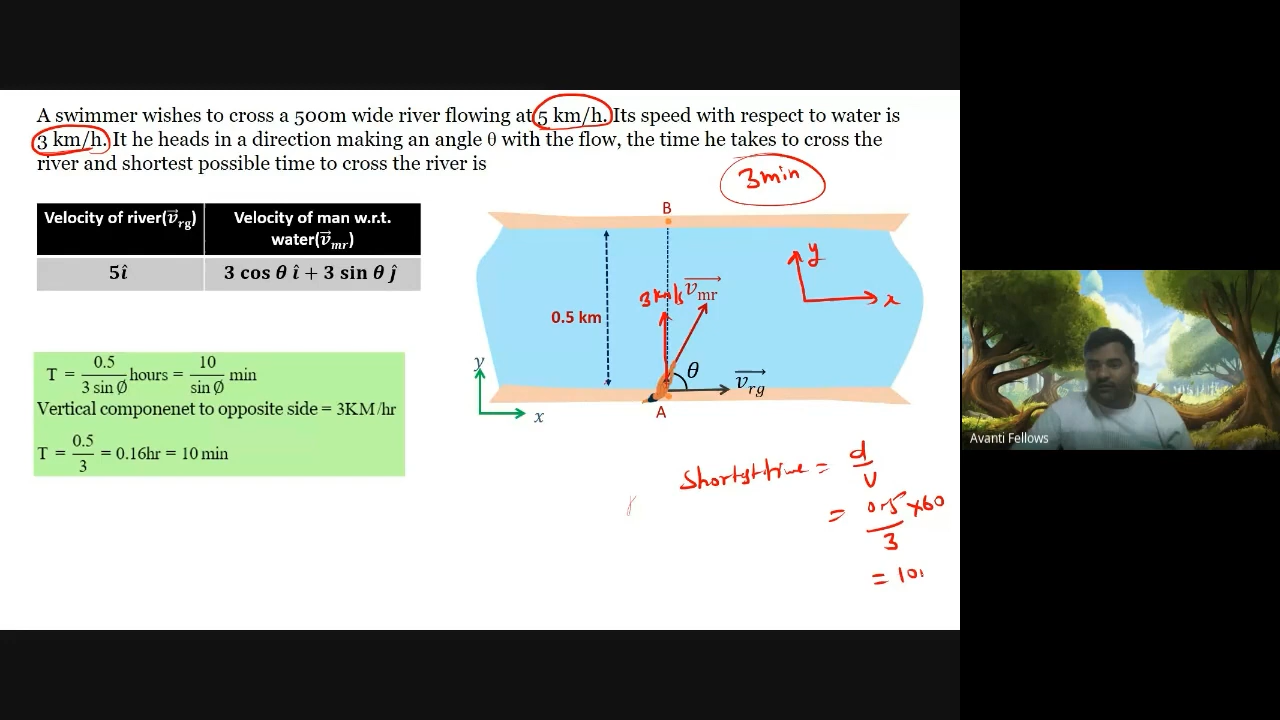 A swimmer wishes to cross a 500m wide river flowing at 5 km/h. Its speed with respect to water is
3 km/h. It he heads in a direction making an angle θ with the flow, the time he takes to cross the
river and shortest possible time to cross the river is
3 min
Velocity of river(v⃗rg) Velocity of man w.r.t. water(v⃗mr)
5î 3 cos θ î + 3 sin θ ĵ
B
y
x
3 km/s
v⃗mr
0.5 km
θ
v⃗rg
y
x
A
T = 0.5/(3 sin Ø) hours = 10/(sin Ø) min
Vertical componenet to opposite side = 3KM/hr
T = 0.5/3 = 0.16hr = 10 min
Shortest time = d/v
= 0.5×60/3
= 10
Avanti Fellows